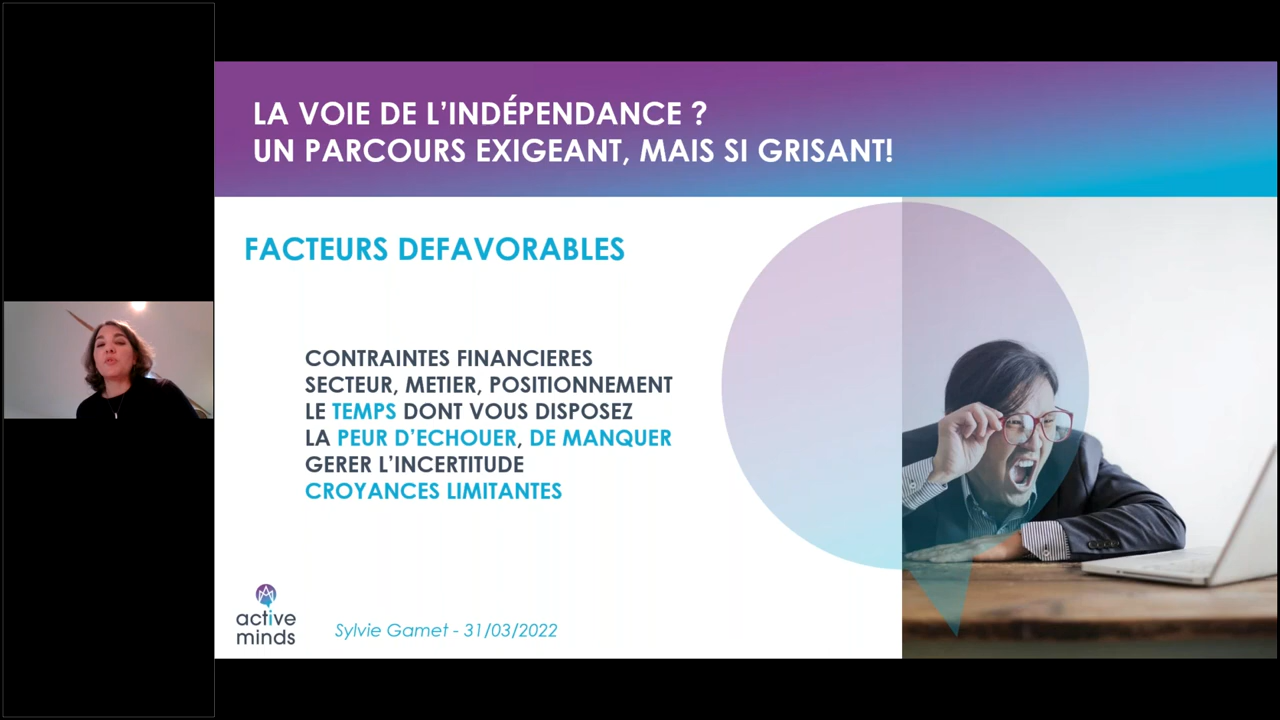 LA VOIE DE L'INDÉPENDANCE ?
UN PARCOURS EXIGEANT, MAIS SI GRISANT!
FACTEURS DEFAVORABLES
CONTRAINTES FINANCIERES
SECTEUR, METIER, POSITIONNEMENT
LE TEMPS DONT VOUS DISPOSEZ
LA PEUR D'ECHOUER, DE MANQUER
GERER L'INCERTITUDE
CROYANCES LIMITANTES
active
minds
Sylvie Gamet - 31/03/2022